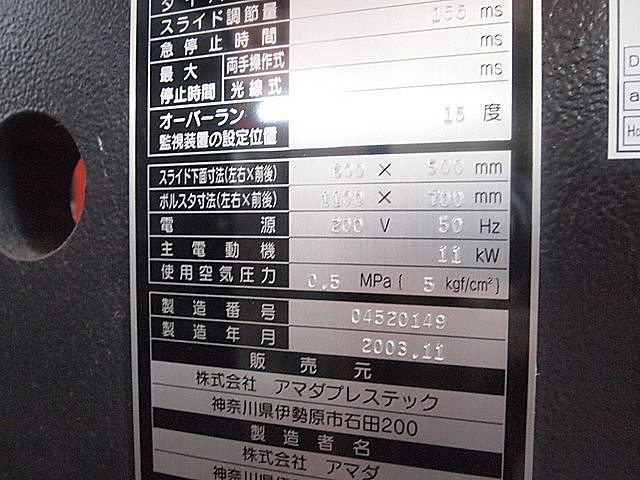 スライド調節量
急停止時間 155 ms
最大停止時間 両手操作式 ms
光線式 ms
オーバーラン監視装置の設定位置 15 度
スライド下面寸法(左右×前後) × 500 mm
ボルスタ寸法(左右×前後) 1100 × 700 mm
電源 200 V 50 Hz
主電動機 11 kW
使用空気圧力 0.5 MPa { 5 kgf/cm²}
製造番号 04520149
製造年月 2003.11
販売元
株式会社 アマダプレステック
神奈川県伊勢原市石田200
製造者名
株式会社 アマダ